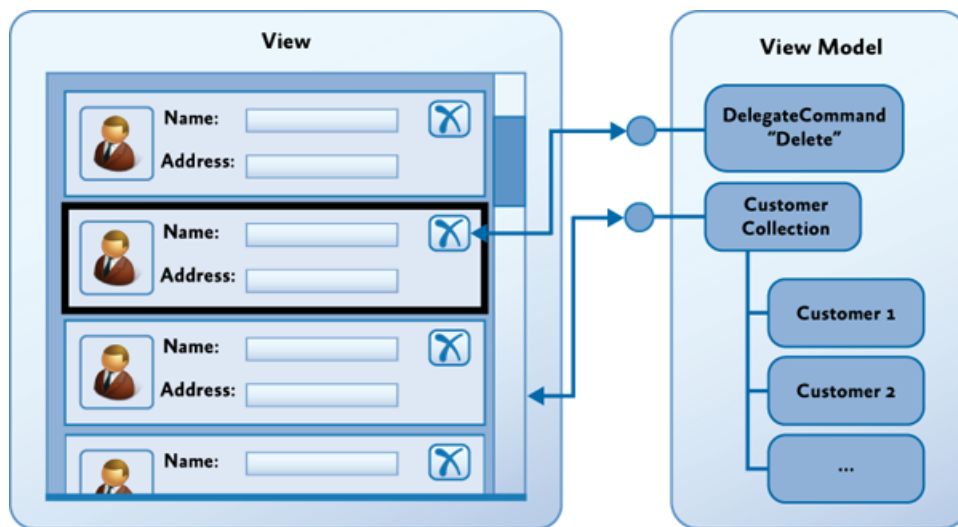 View
Name:
Address:
Name:
Address:
Name:
Address:
Name:
View Model
DelegateCommand
“Delete”
Customer
Collection
Customer 1
Customer 2
...